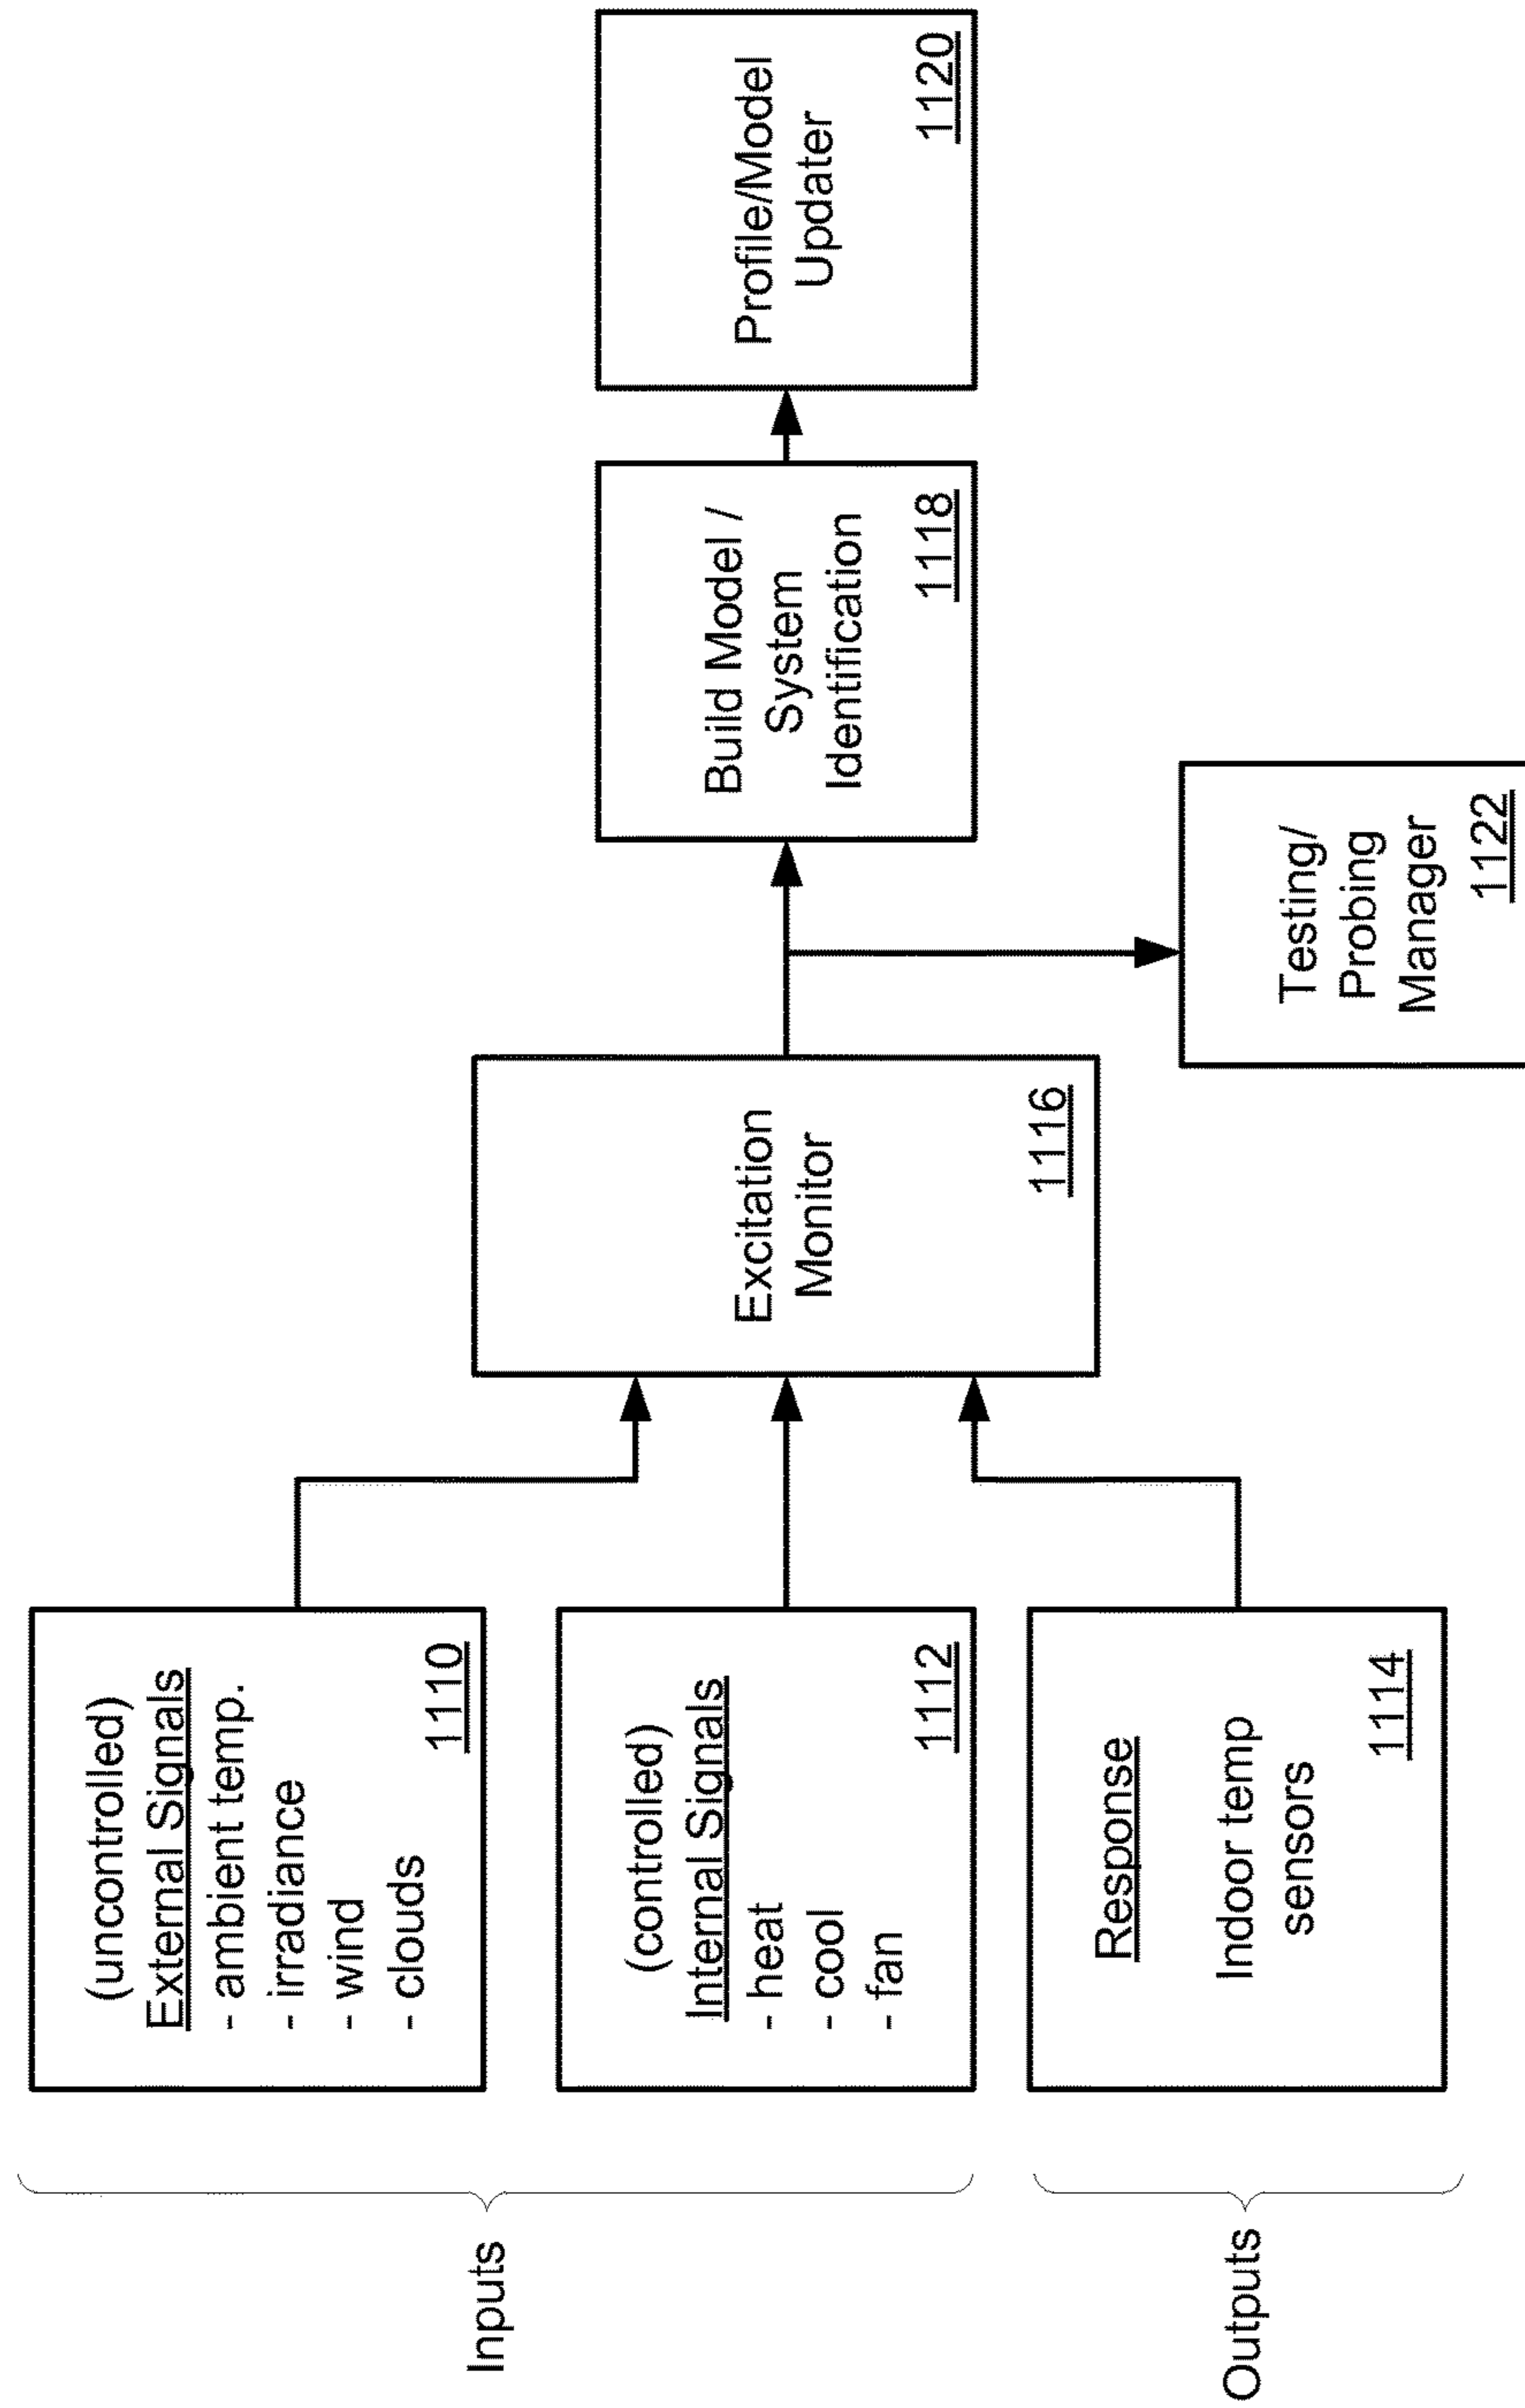 Inputs
(uncontrolled)
External Signals
- ambient temp.
- irradiance
- wind
- clouds
1110
(controlled)
Internal Signals
- heat
- cool
- fan
1112
Outputs
Response
Indoor temp
sensors
1114
Excitation
Monitor
1116
Build Model /
System
Identification
1118
Profile/Model
Updater
1120
Testing/
Probing
Manager
1122